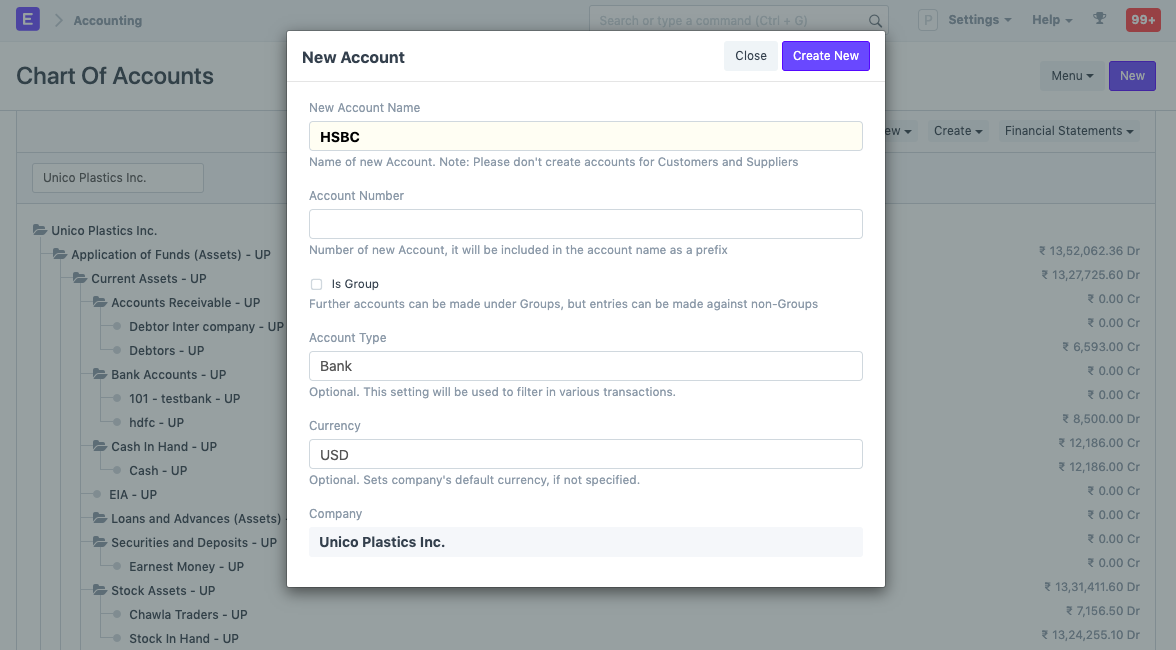 E
Accounting
Search or type a command (Ctrl + G)
P
Settings
Help
99+
Chart Of Accounts
Menu
New
ew
Create
Financial Statements
Unico Plastics Inc.
Unico Plastics Inc.
Application of Funds (Assets) - UP
₹ 13,52,062.36 Dr
Current Assets - UP
₹ 13,27,725.60 Dr
Accounts Receivable - UP
₹ 0.00 Cr
Debtor Inter company - UP
₹ 0.00 Cr
Debtors - UP
₹ 6,593.00 Dr
Bank Accounts - UP
₹ 0.00 Cr
101 - testbank - UP
₹ 0.00 Cr
hdfc - UP
₹ 8,500.00 Dr
Cash In Hand - UP
₹ 12,186.00 Cr
Cash - UP
₹ 12,186.00 Cr
EIA - UP
₹ 0.00 Cr
Loans and Advances (Assets) -
₹ 0.00 Cr
Securities and Deposits - UP
₹ 0.00 Cr
Earnest Money - UP
₹ 0.00 Cr
Stock Assets - UP
₹ 13,31,411.60 Dr
Chawla Traders - UP
₹ 7,156.50 Dr
Stock In Hand - UP
₹ 13,24,255.10 Dr
New Account
Close
Create New
New Account Name
HSBC
Name of new Account. Note: Please don't create accounts for Customers and Suppliers
Account Number
Number of new Account, it will be included in the account name as a prefix
Is Group
Further accounts can be made under Groups, but entries can be made against non-Groups
Account Type
Bank
Optional. This setting will be used to filter in various transactions.
Currency
USD
Optional. Sets company's default currency, if not specified.
Company
Unico Plastics Inc.